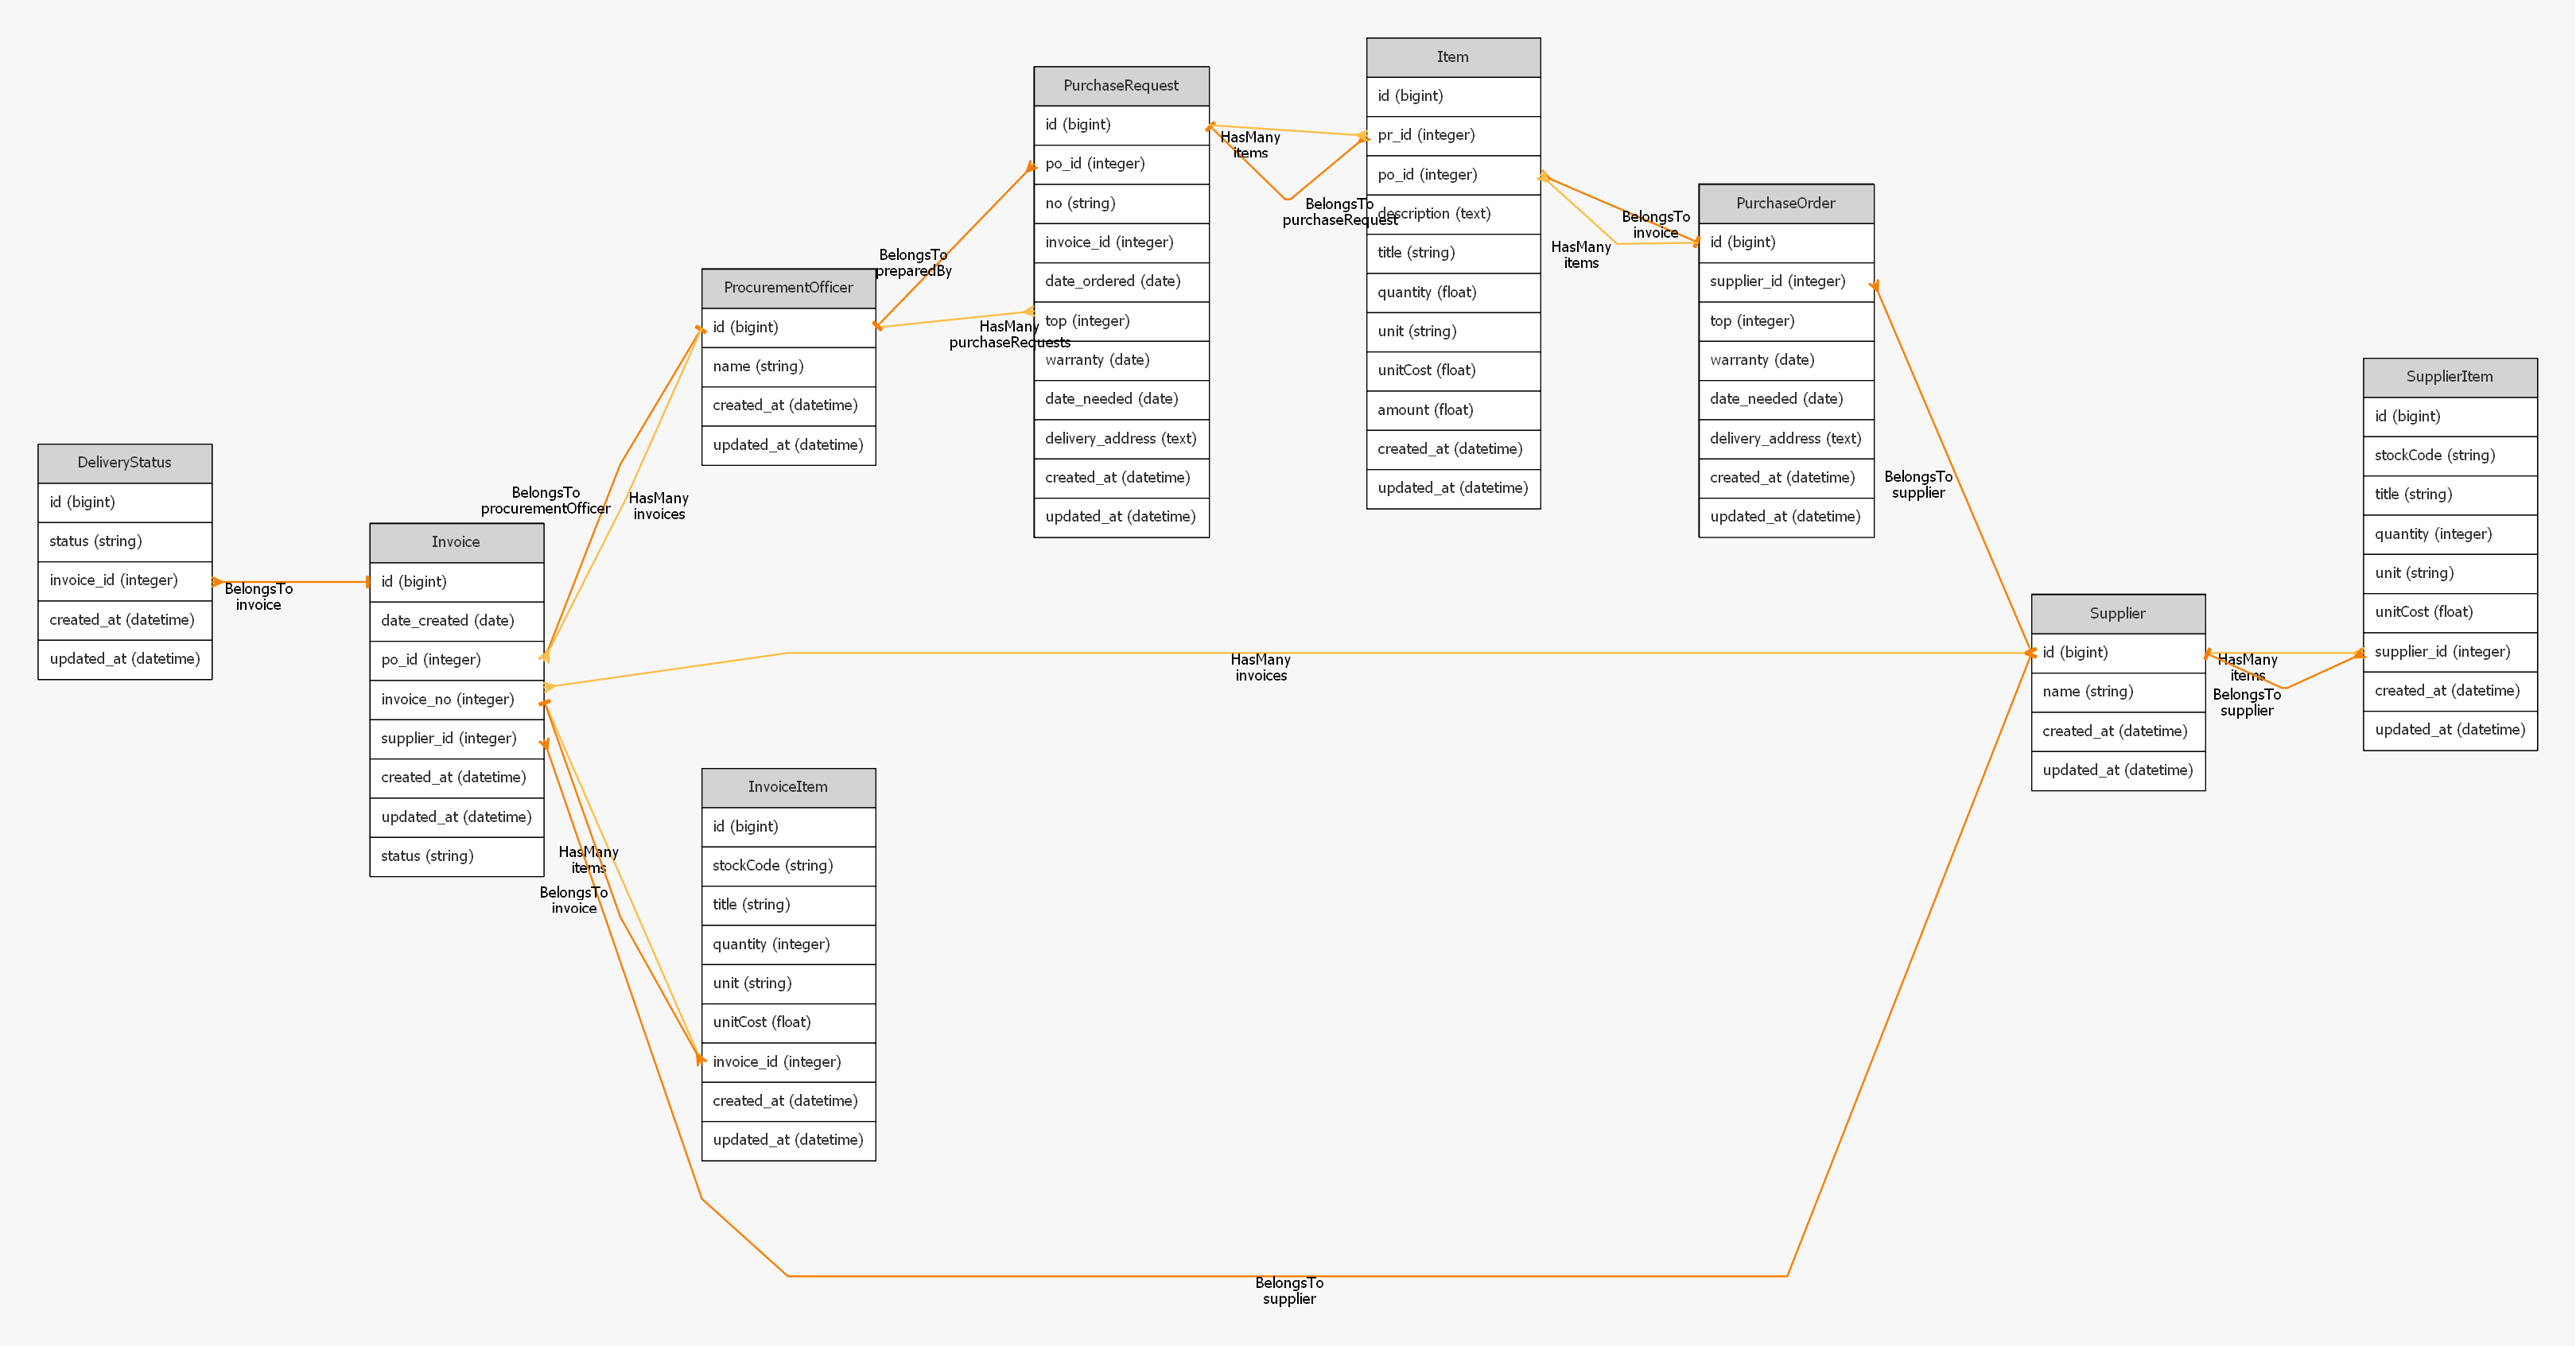 DeliveryStatus
id (bigint)
status (string)
invoice_id (integer)
created_at (datetime)
updated_at (datetime)
BelongsTo
invoice
Invoice
id (bigint)
date_created (date)
po_id (integer)
invoice_no (integer)
supplier_id (integer)
created_at (datetime)
updated_at (datetime)
status (string)
BelongsTo
procurementOfficer
HasMany
invoices
HasMany
items
BelongsTo
invoice
ProcurementOfficer
id (bigint)
name (string)
created_at (datetime)
updated_at (datetime)
InvoiceItem
id (bigint)
stockCode (string)
title (string)
quantity (integer)
unit (string)
unitCost (float)
invoice_id (integer)
created_at (datetime)
updated_at (datetime)
BelongsTo
preparedBy
HasMany
purchaseRequests
PurchaseRequest
id (bigint)
po_id (integer)
no (string)
invoice_id (integer)
date_ordered (date)
top (integer)
warranty (date)
date_needed (date)
delivery_address (text)
created_at (datetime)
updated_at (datetime)
HasMany
items
BelongsTo
purchaseRequest
HasMany
invoices
BelongsTo
supplier
Item
id (bigint)
pr_id (integer)
po_id (integer)
description (text)
title (string)
quantity (float)
unit (string)
unitCost (float)
amount (float)
created_at (datetime)
updated_at (datetime)
BelongsTo
invoice
HasMany
items
PurchaseOrder
id (bigint)
supplier_id (integer)
top (integer)
warranty (date)
date_needed (date)
delivery_address (text)
created_at (datetime)
updated_at (datetime)
BelongsTo
supplier
Supplier
id (bigint)
name (string)
created_at (datetime)
updated_at (datetime)
HasMany
items
BelongsTo
supplier
SupplierItem
id (bigint)
stockCode (string)
title (string)
quantity (integer)
unit (string)
unitCost (float)
supplier_id (integer)
created_at (datetime)
updated_at (datetime)